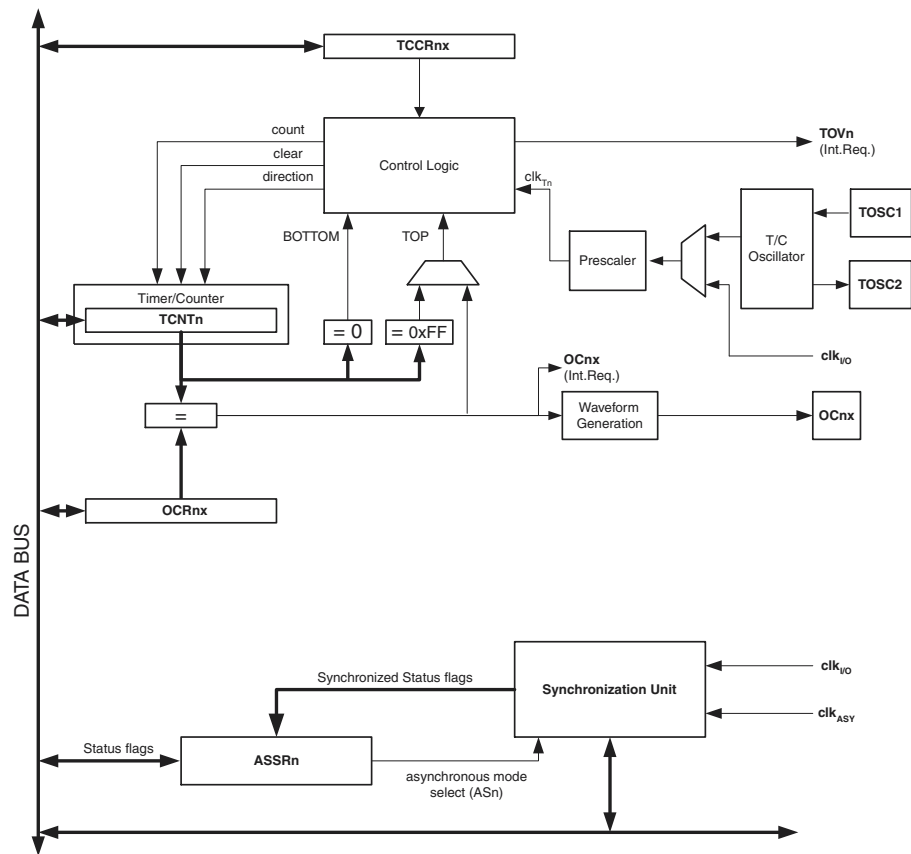 TCCRnx
count
clear
direction
Control Logic
TOVn
(Int.Req.)
clkTn
BOTTOM
TOP
Prescaler
T/C
Oscillator
TOSC1
TOSC2
clkI/O
Timer/Counter
TCNTn
= 0
= 0xFF
OCnx
(Int.Req.)
=
Waveform
Generation
OCnx
OCRnx
DATA BUS
Synchronized Status flags
Synchronization Unit
clkI/O
clkASY
Status flags
ASSRn
asynchronous mode
select (ASn)